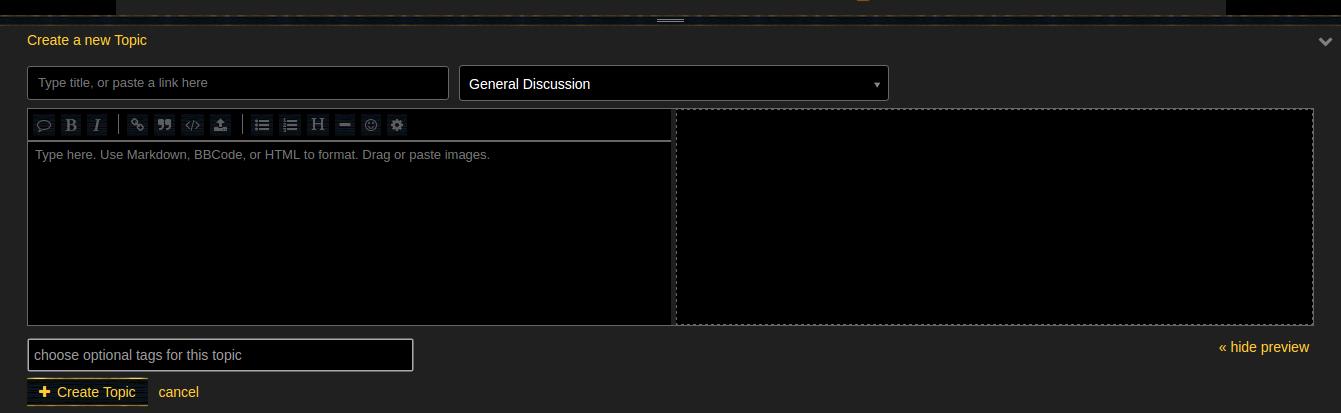 Create a new Topic
Type title, or paste a link here
General Discussion
B I </> H
Type here. Use Markdown, BBCode, or HTML to format. Drag or paste images.
choose optional tags for this topic
« hide preview
+ Create Topic cancel